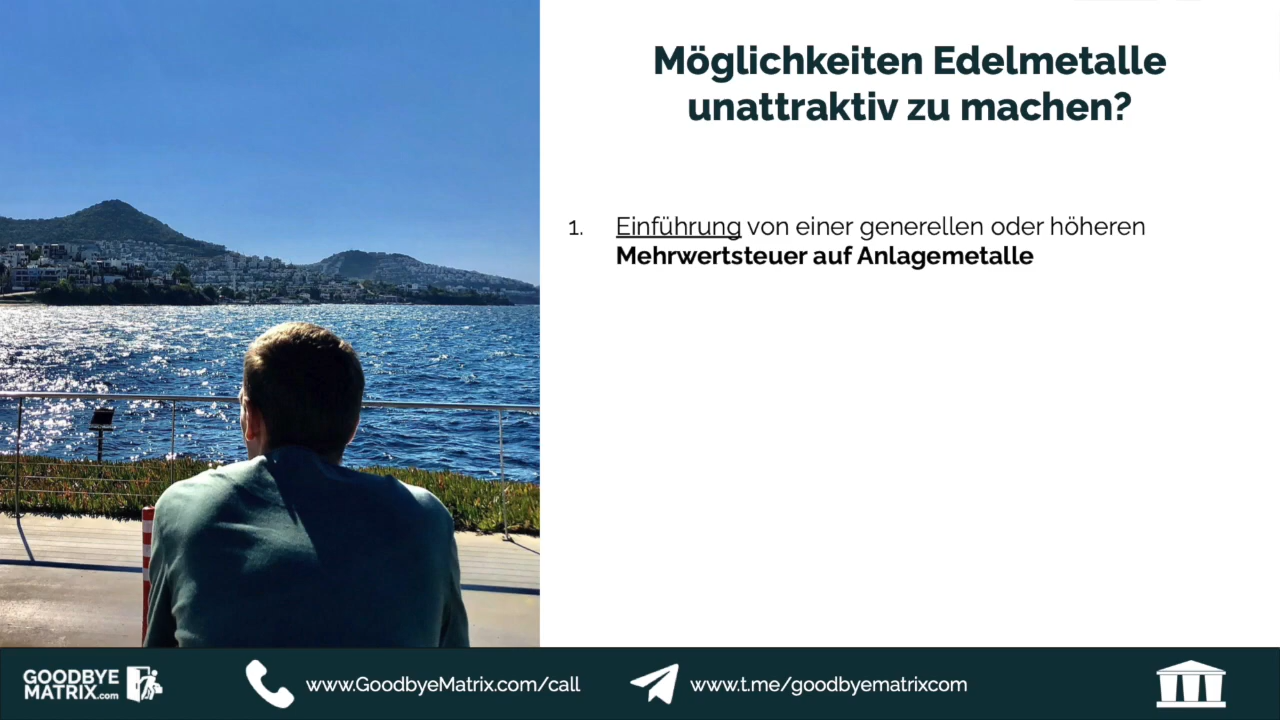 Möglichkeiten Edelmetalle
unattraktiv zu machen?
1. Einführung von einer generellen oder höheren
Mehrwertsteuer auf Anlagemetalle
GOODBYE
MATRIX.com
www.GoodbyeMatrix.com/call
www.t.me/goodbyematrixcom